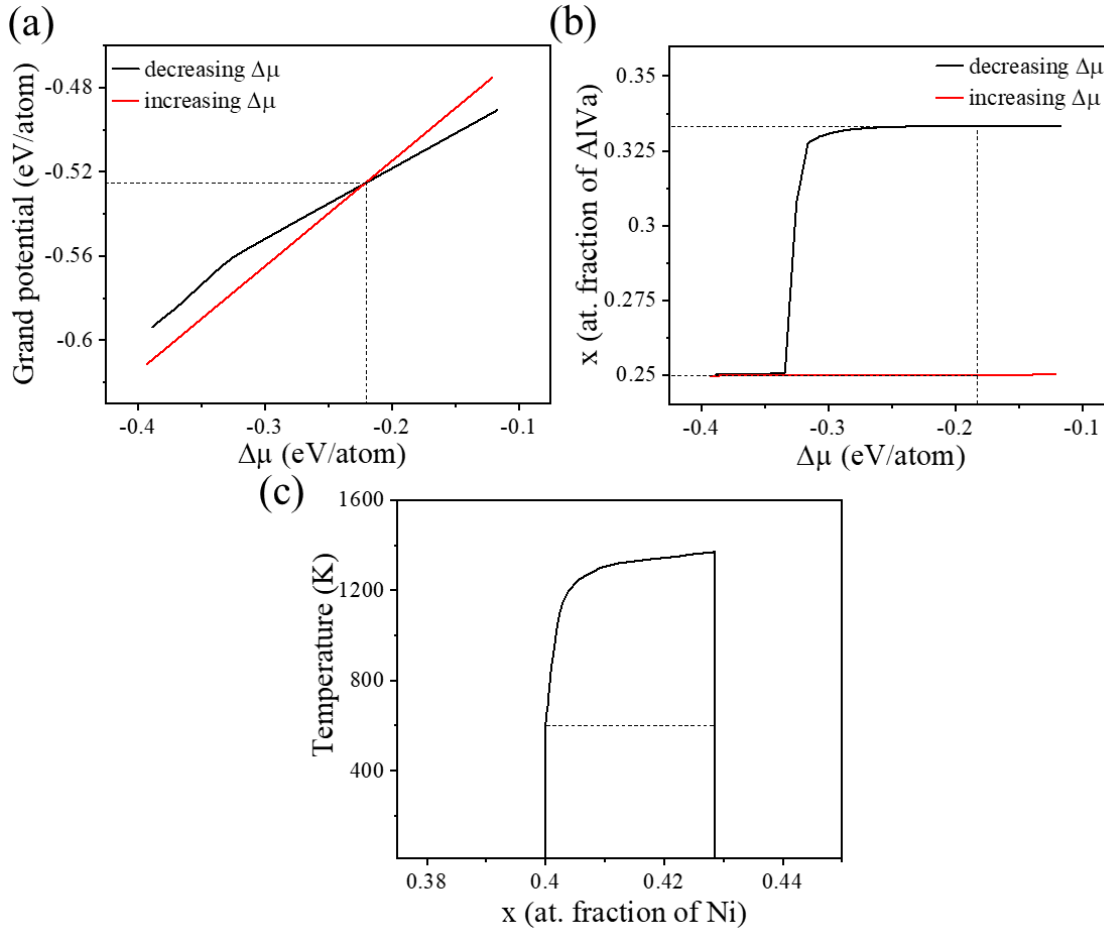 (a)
decreasing Δμ
increasing Δμ
Grand potential (eV/atom)
-0.48
-0.52
-0.56
-0.6
-0.4
-0.3
-0.2
-0.1
Δμ (eV/atom)
(b)
decreasing Δμ
increasing Δμ
x (at. fraction of AlVa)
0.35
0.325
0.3
0.275
0.25
-0.4
-0.3
-0.2
-0.1
Δμ (eV/atom)
(c)
Temperature (K)
1600
1200
800
400
0.38
0.4
0.42
0.44
x (at. fraction of Ni)